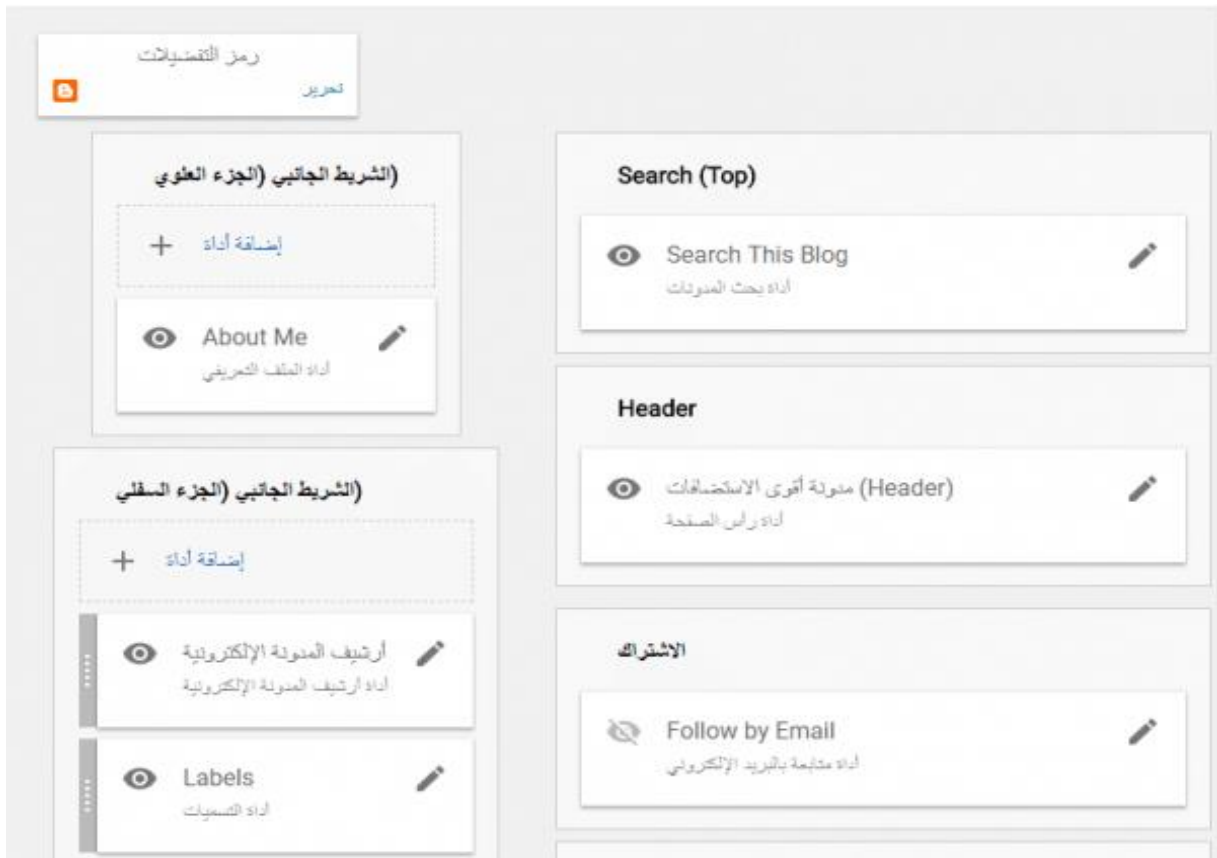 رمز التفضيلات
تحرير
(الشريط الجانبي (الجزء العلوي
إضافة أداة
About Me
أداة الملف التعريفي
(الشريط الجانبي (الجزء السفلي
إضافة أداة
أرشيف المدونة الإلكترونية
أداة أرشيف المدونة الإلكترونية
Labels
أداة التسميات
Search (Top)
Search This Blog
أداة بحث المدونات
Header
مدونة أقوى الاستضافات (Header)
أداة رأس الصفحة
الاشتراك
Follow by Email
أداة متابعة بالبريد الإلكتروني